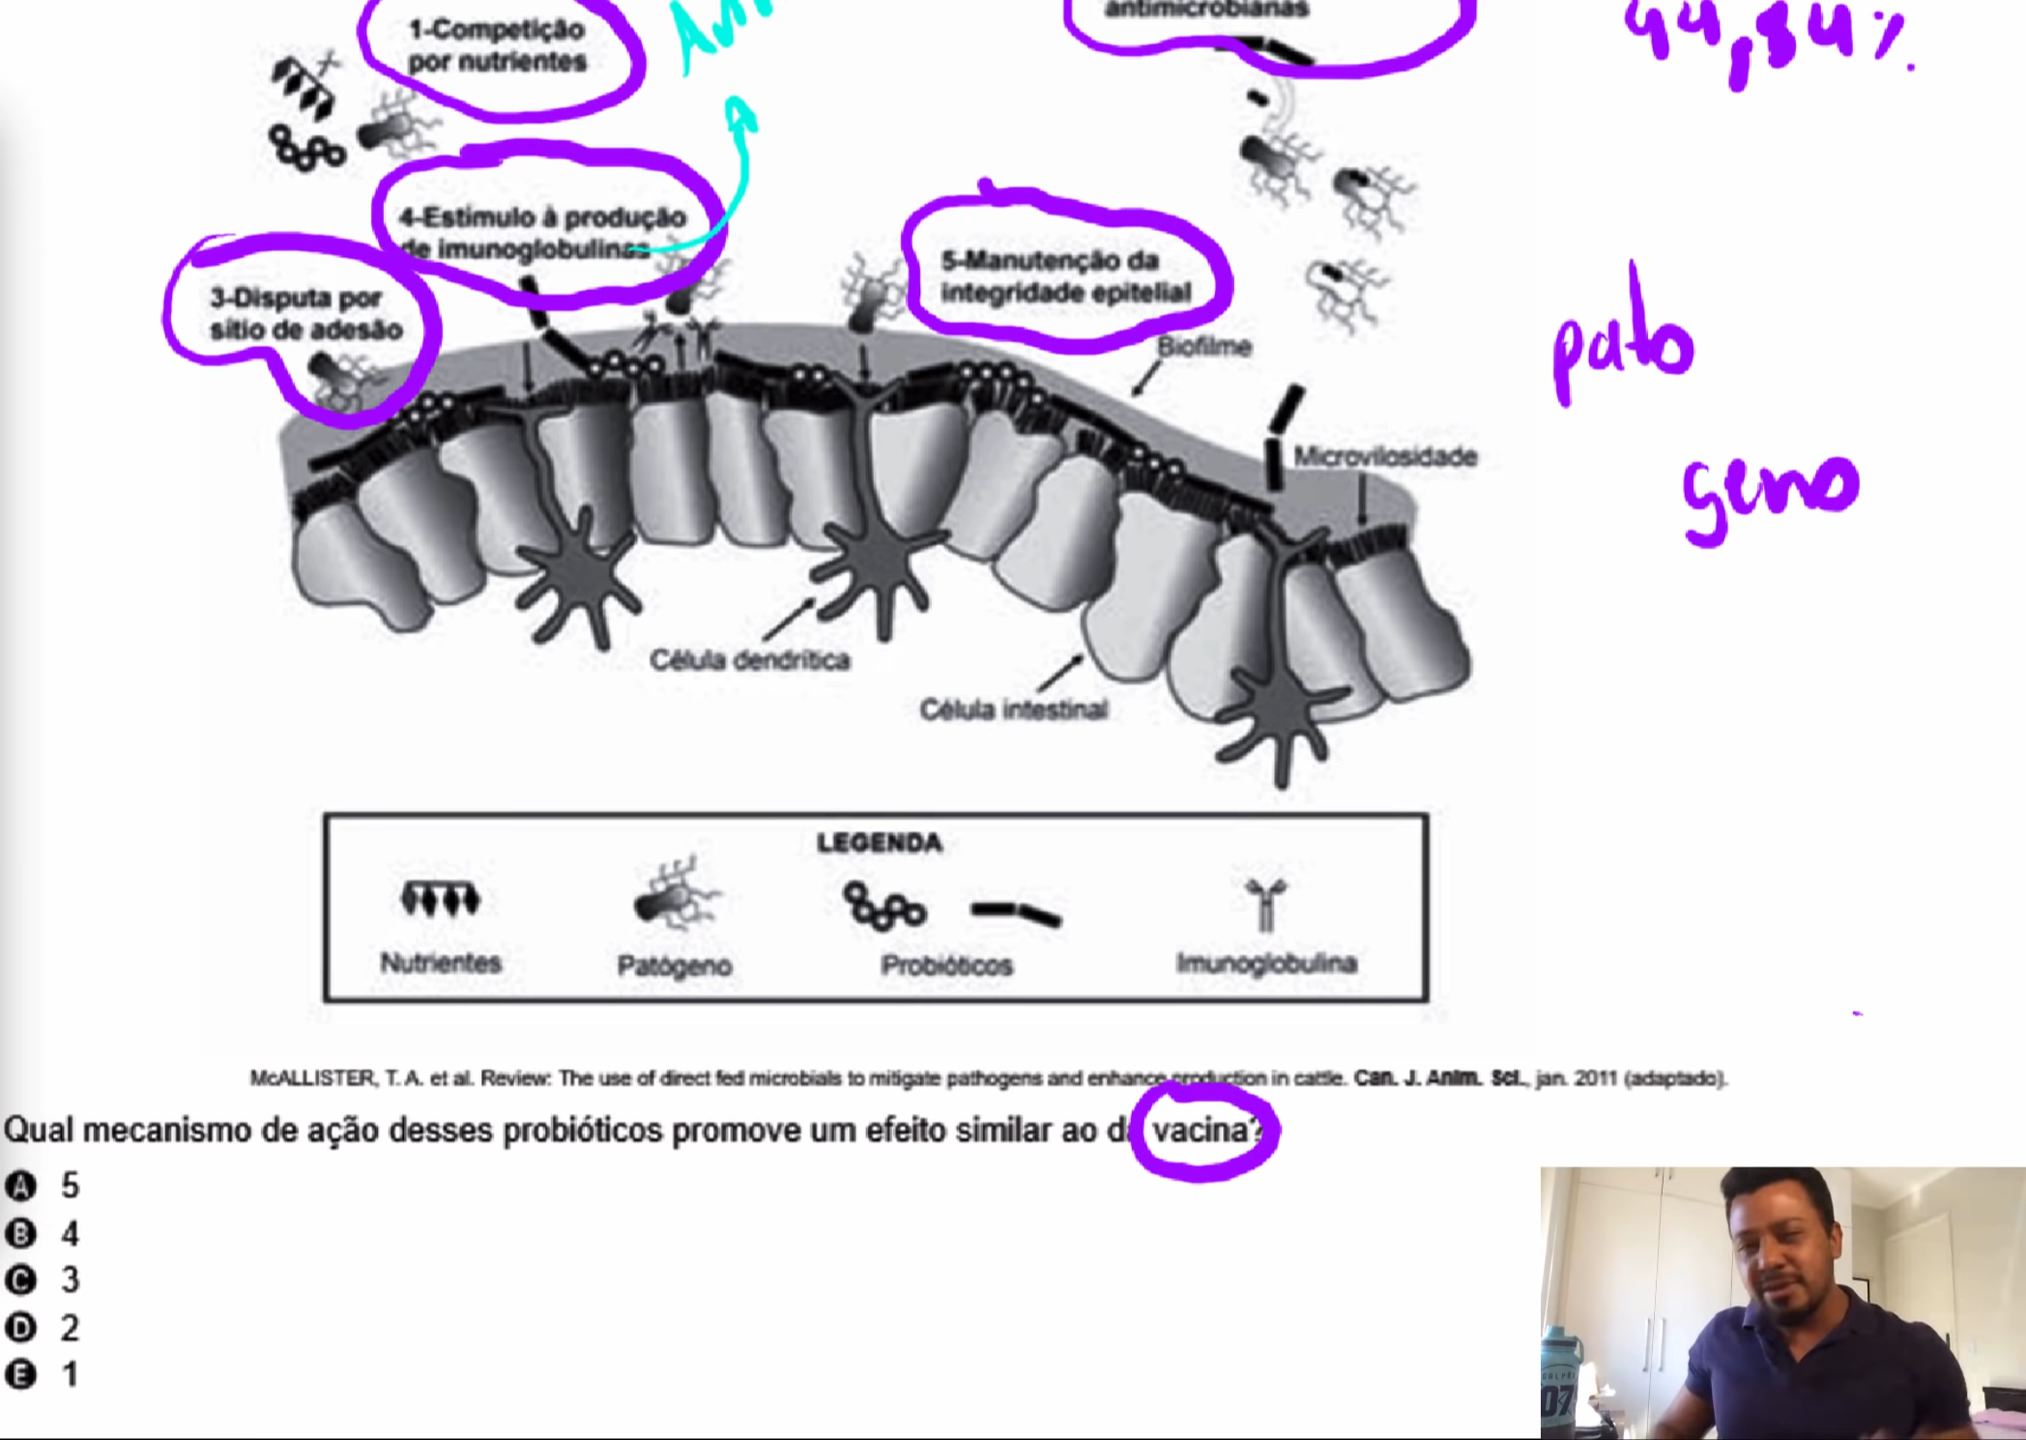 1-Competição
por nutrientes
antimicrobianas
44,84%.
4-Estímulo à produção
de imunoglobulinas
5-Manutenção da
integridade epitelial
3-Disputa por
sítio de adesão
Biofilme
pato
geno
Microvilosidade
Célula dendrítica
Célula intestinal
LEGENDA
Nutrientes
Patógeno
Probióticos
Imunoglobulina
McALLISTER, T. A. et al. Review: The use of direct fed microbials to mitigate pathogens and enhance production in cattle. Can. J. Anim. Sci., jan. 2011 (adaptado).
Qual mecanismo de ação desses probióticos promove um efeito similar ao da vacina?
A 5
B 4
C 3
D 2
E 1
07